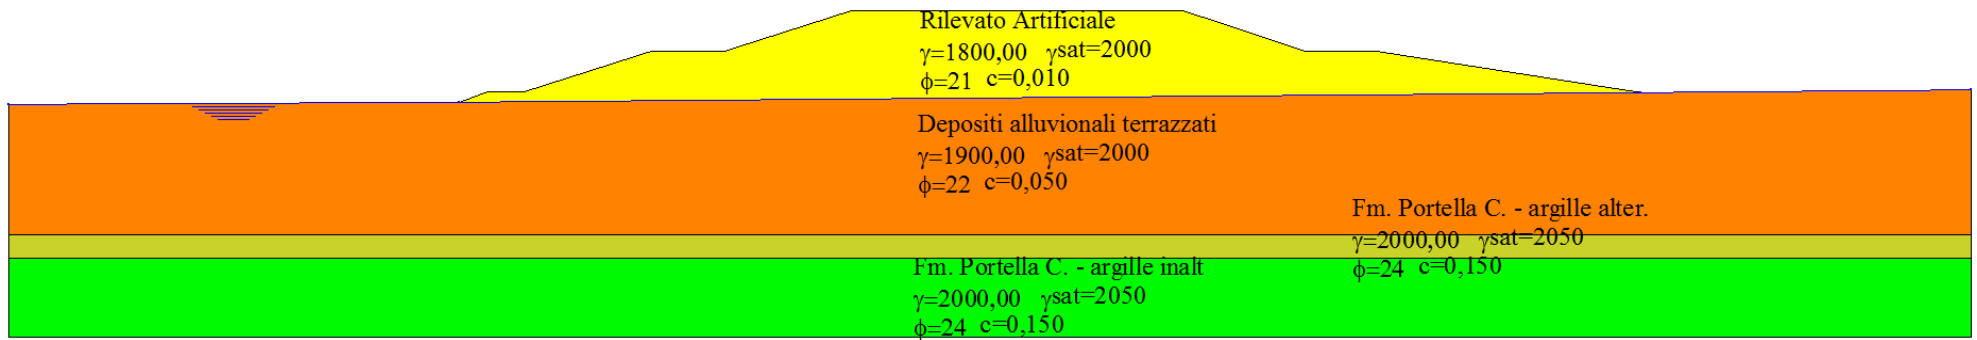 Rilevato Artificiale
γ=1800,00 γsat=2000
ϕ=21 c=0,010
Depositi alluvionali terrazzati
γ=1900,00 γsat=2000
ϕ=22 c=0,050
Fm. Portella C. - argille alter.
γ=2000,00 γsat=2050
ϕ=24 c=0,150
Fm. Portella C. - argille inalt
γ=2000,00 γsat=2050
ϕ=24 c=0,150